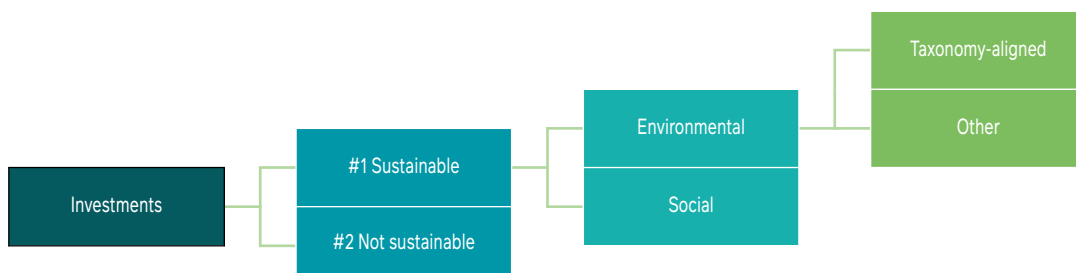 Investments
#1 Sustainable
#2 Not sustainable
Environmental
Social
Taxonomy-aligned
Other